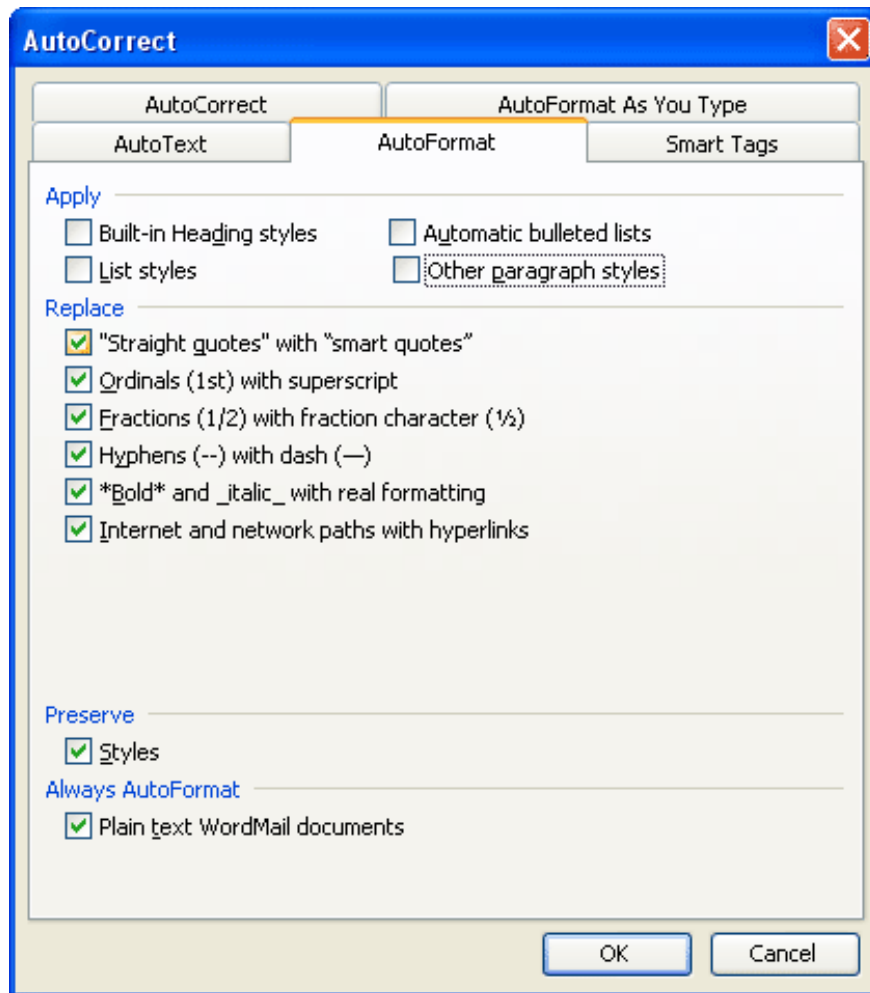 AutoCorrect
AutoCorrect AutoFormat As You Type
AutoText AutoFormat Smart Tags
Apply
Built-in Heading styles Automatic bulleted lists
List styles Other paragraph styles
Replace
"Straight quotes" with “smart quotes”
Ordinals (1st) with superscript
Fractions (1/2) with fraction character (½)
Hyphens (--) with dash (—)
*Bold* and _italic_ with real formatting
Internet and network paths with hyperlinks
Preserve
Styles
Always AutoFormat
Plain text WordMail documents
OK Cancel